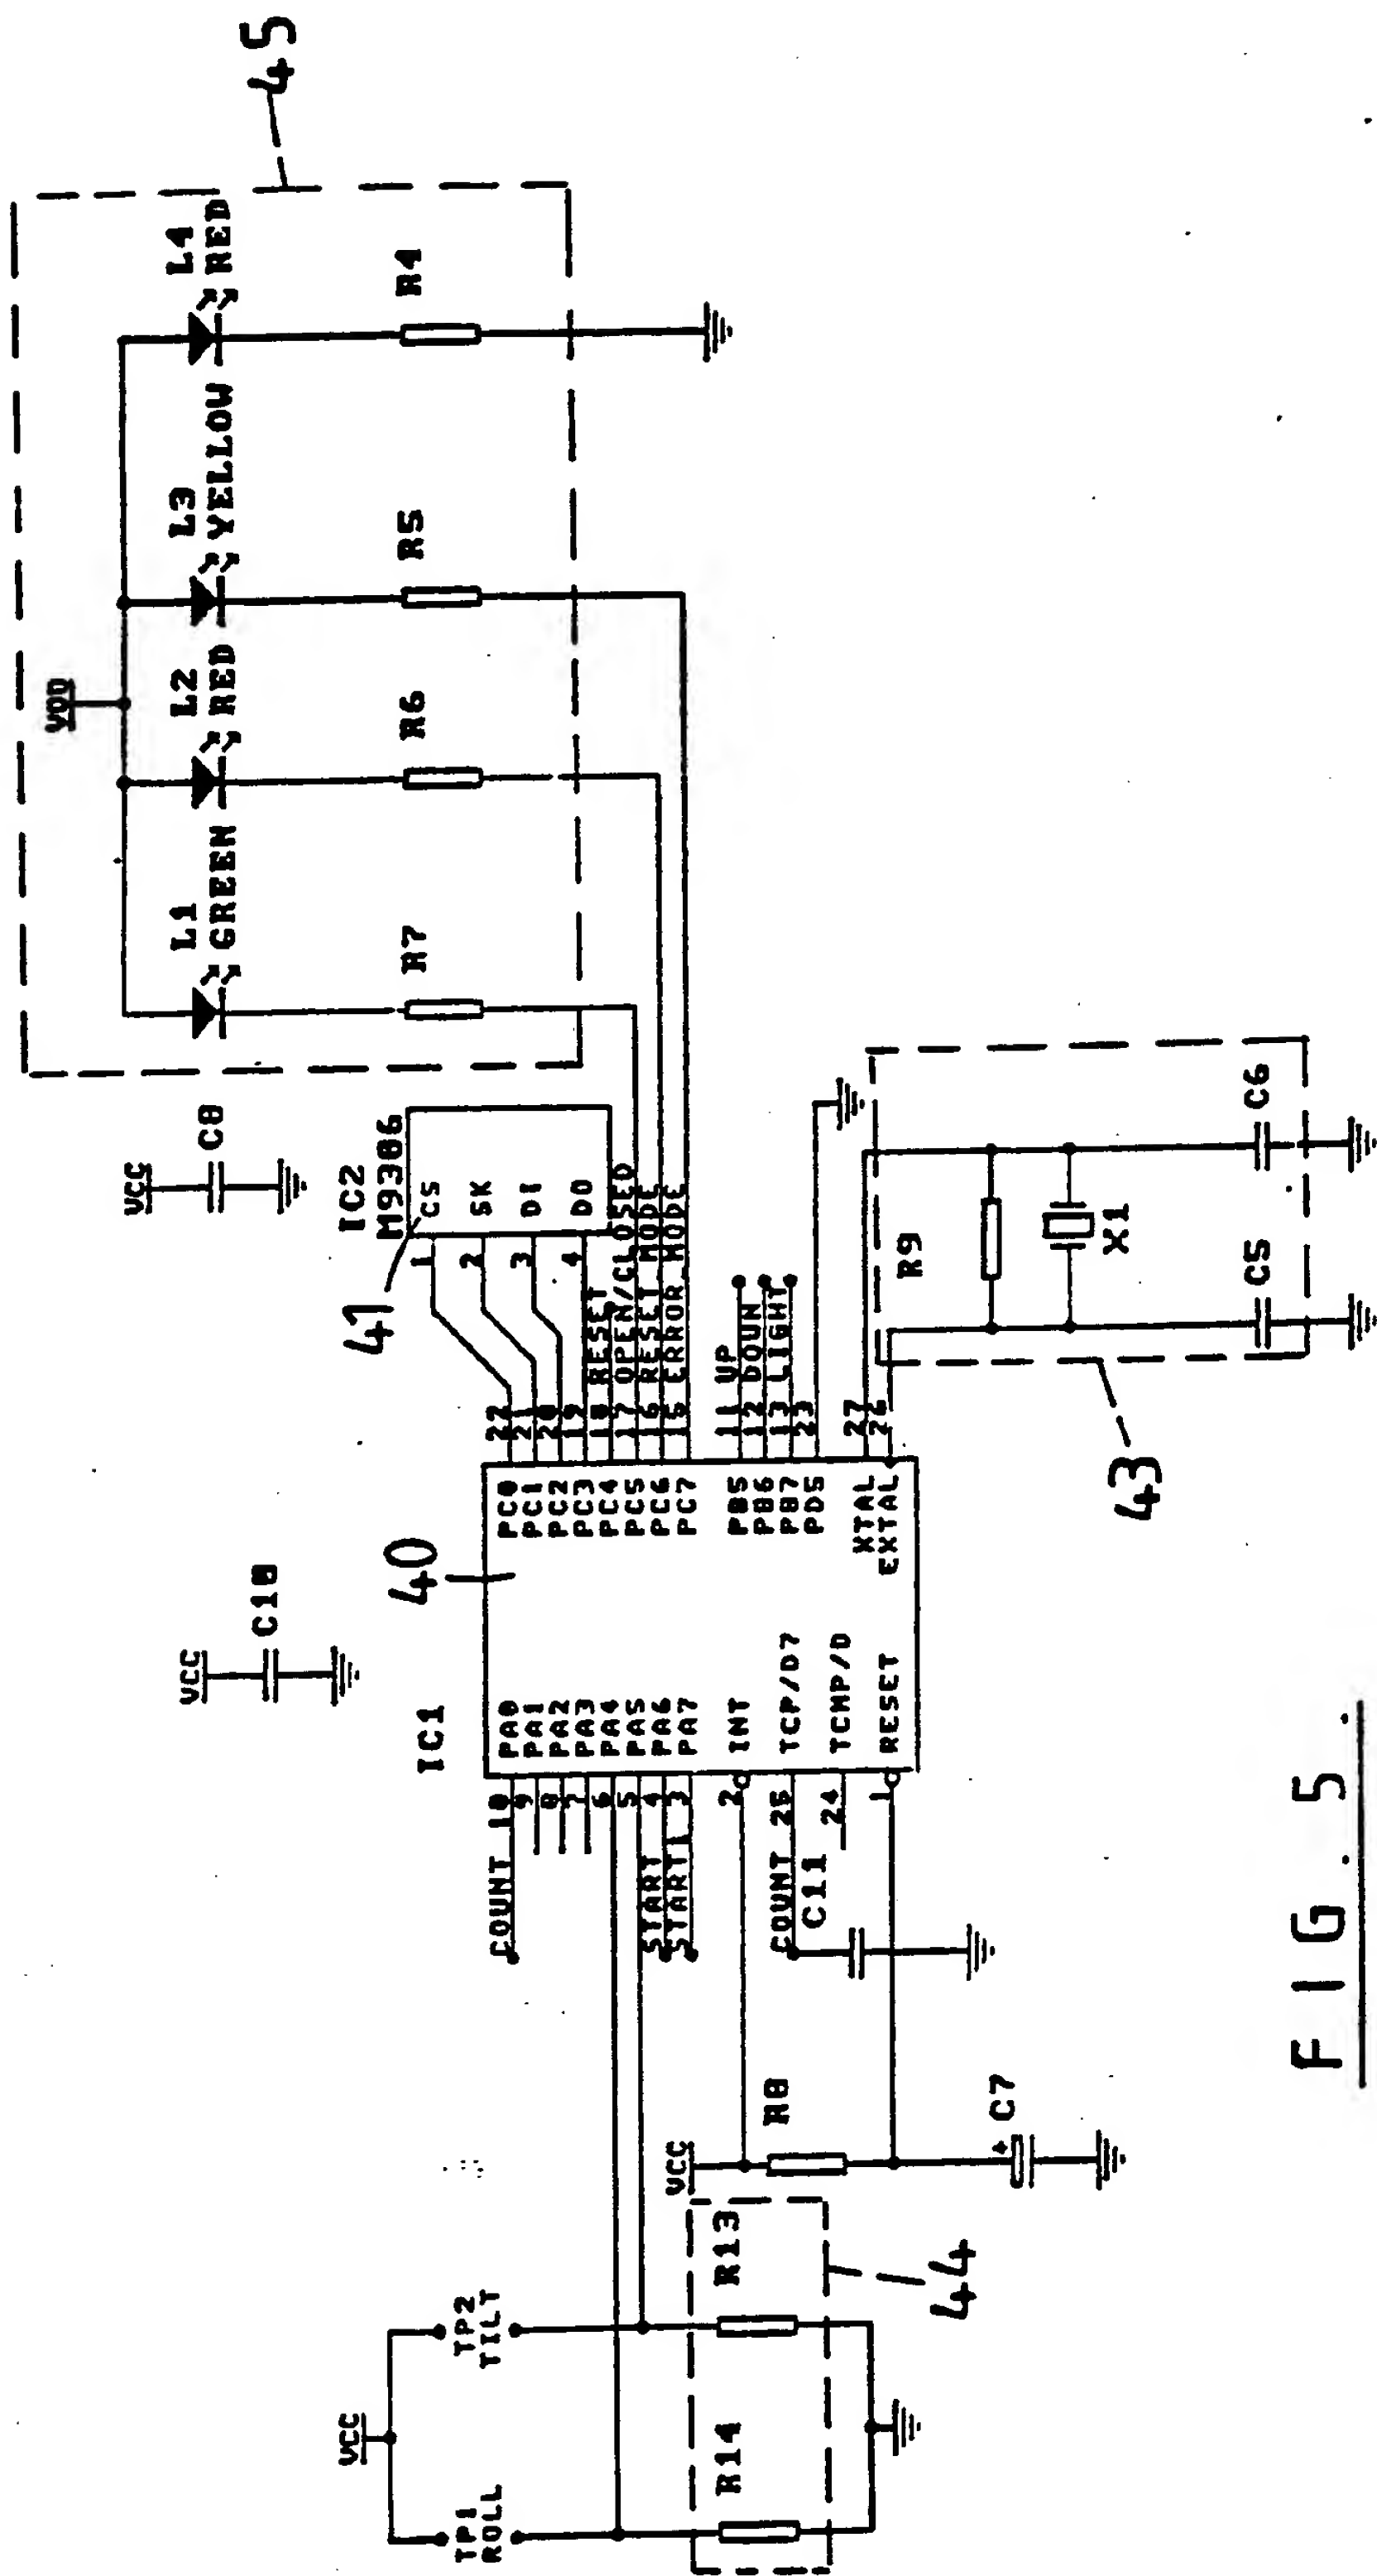 45
VDD
L1
GREEN
L2
RED
L3
YELLOW
L4
RED
R7
R6
R5
R4
VCC
C8
VCC
C10
IC2
M9306
41
1 CS
2 SK
3 DI
4 DO
IC1
40
COUNT 10 PA0
9 PA1
8 PA2
7 PA3
6 PA4
5 PA5
START 4 PA6
START1 3 PA7
2 INT
COUNT 25 TCP/D7
C11
24 TCMP/D
1 RESET
PC0 22
PC1 21
PC2 20
PC3 19
PC4 18 RESET
PC5 17 OPEN/CLOSED
PC6 16 RESET MODE
PC7 15 ERROR MODE
PB5 11 UP
PB6 12 DOWN
PB7 13 LIGHT
PD5 23
XTAL 27
EXTAL 26
R9
X1
C5
C6
43
VCC
TP1
ROLL
TP2
TILT
R14
R13
44
VCC
R8
C7
FIG 5.